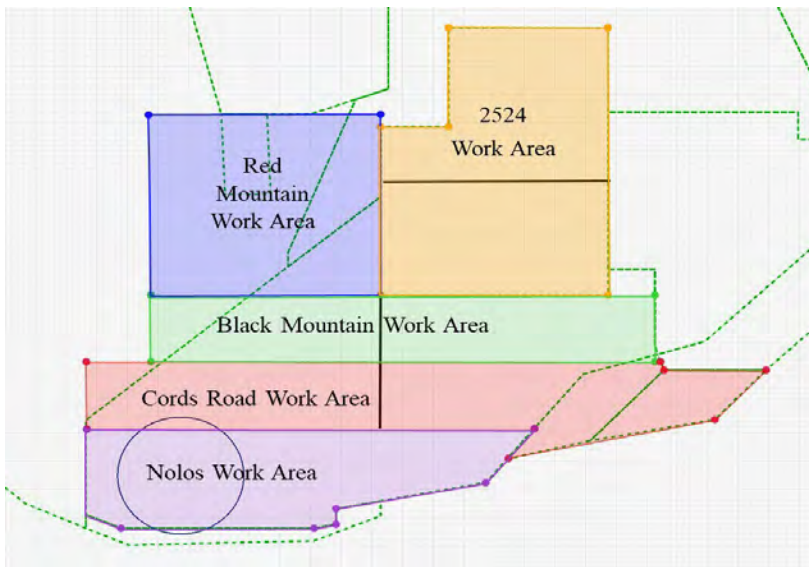 2524
Work Area
Red
Mountain
Work Area
Black Mountain Work Area
Cords Road Work Area
Nolos Work Area